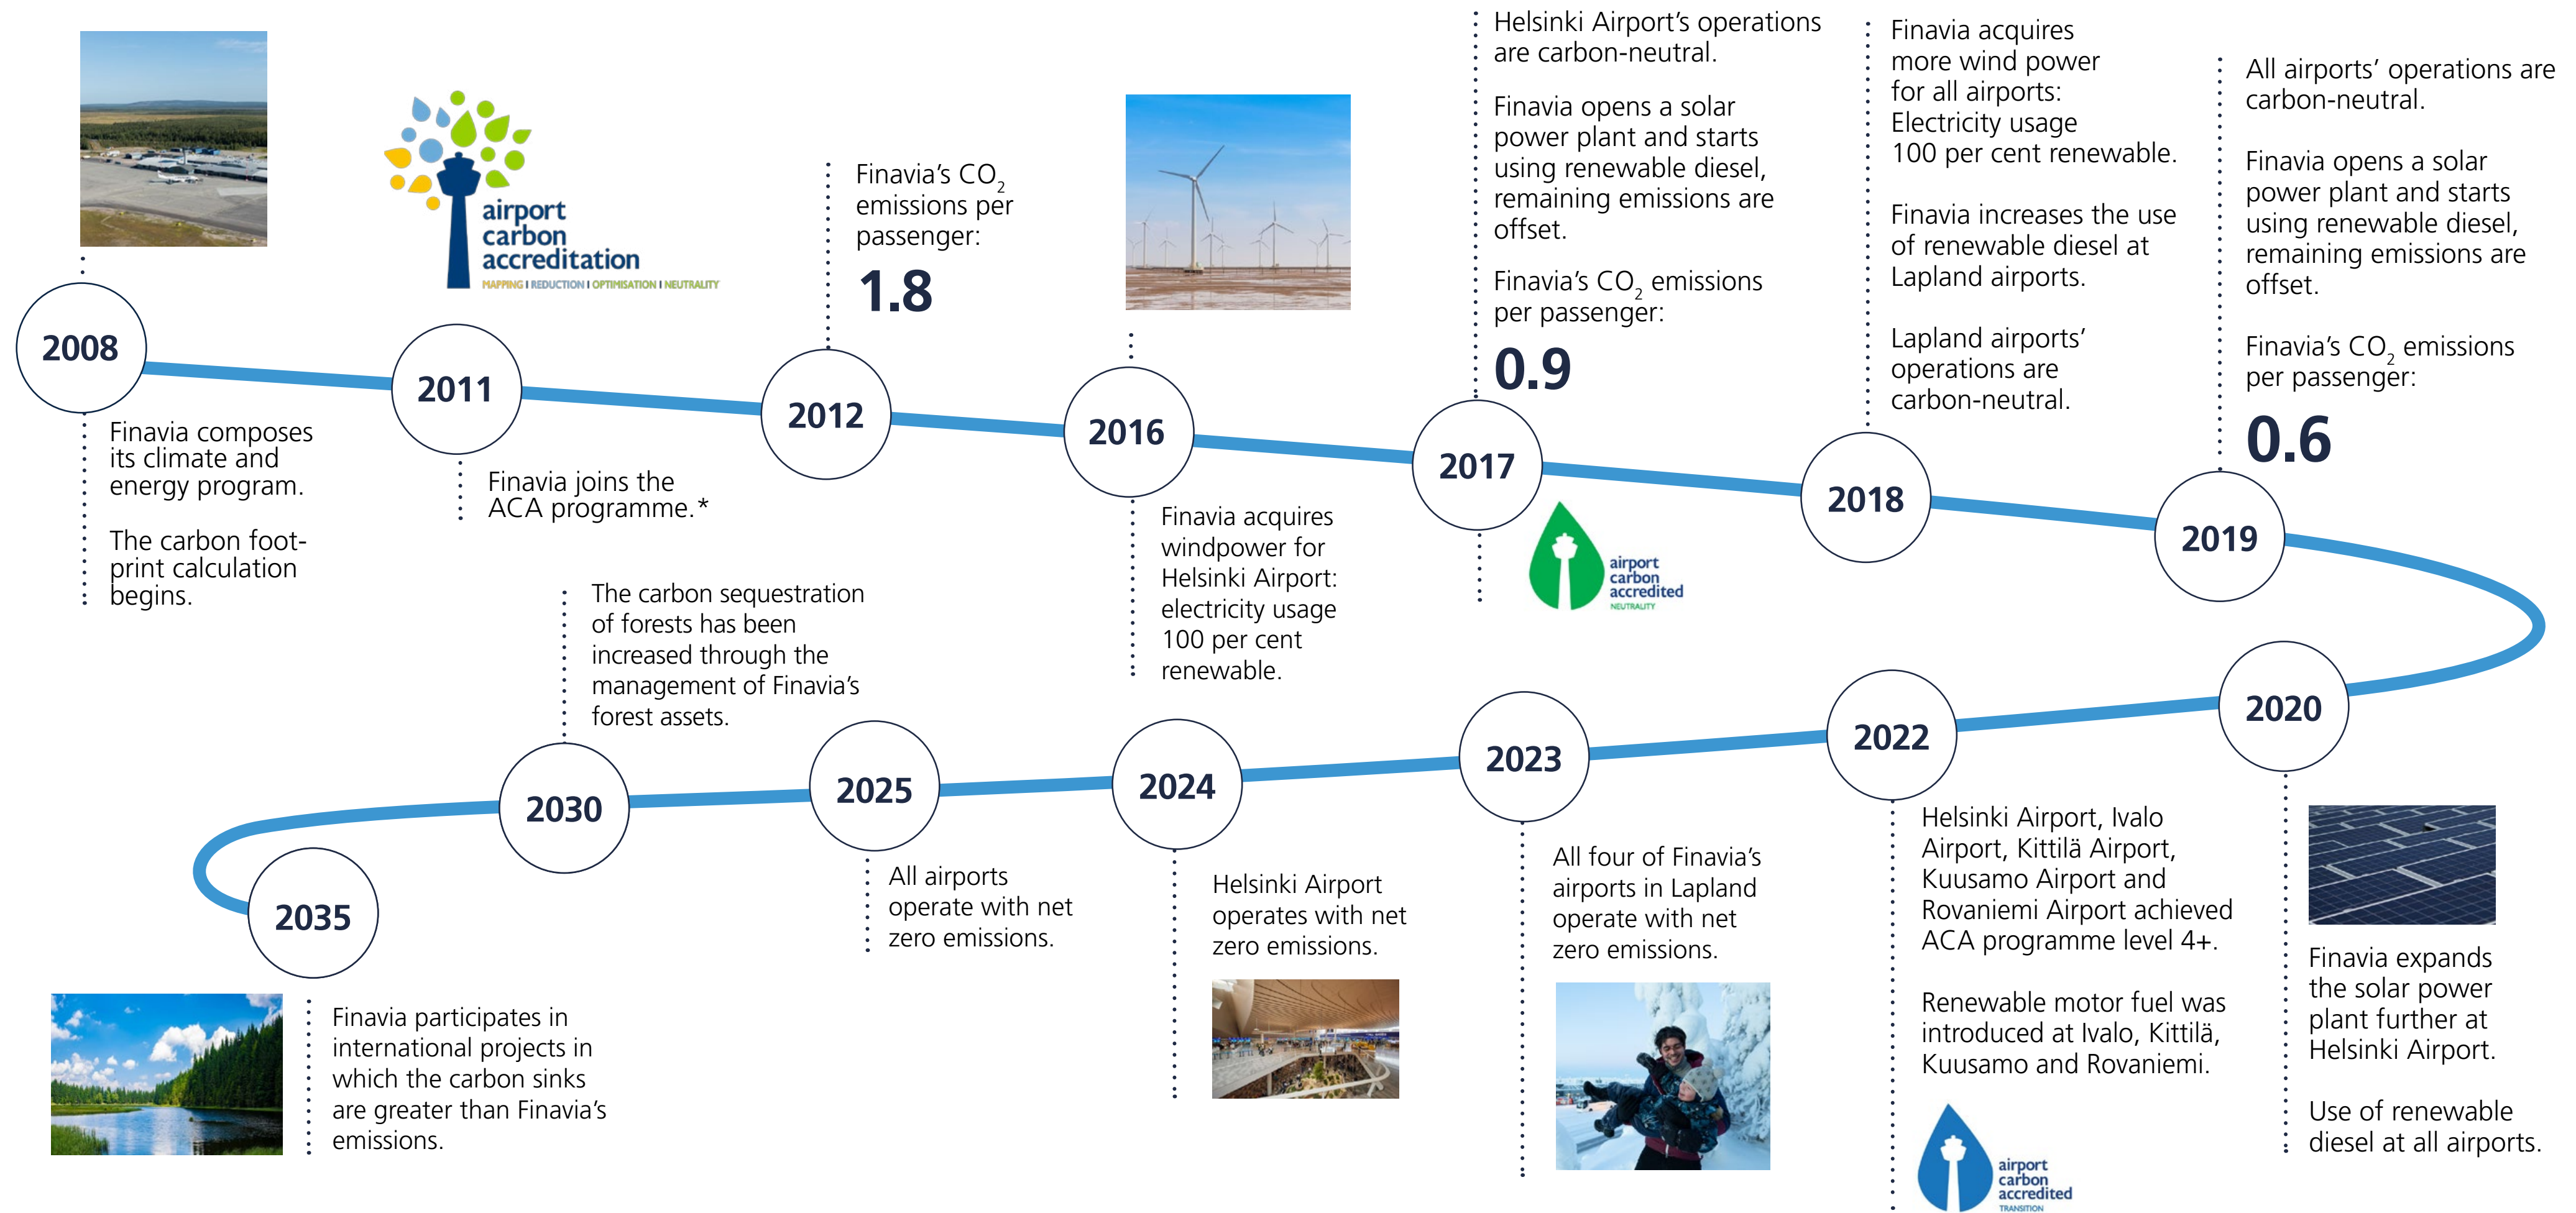 2008
Finavia composes
its climate and
energy program.
The carbon foot-
print calculation
begins.
airport
carbon
accreditation
MAPPING I REDUCTION I OPTIMISATION I NEUTRALITY
2011
Finavia joins the
ACA programme.*
Finavia's CO2
emissions per
passenger:
1.8
2012
2016
Finavia acquires
windpower for
Helsinki Airport:
electricity usage
100 per cent
renewable.
Helsinki Airport's operations
are carbon-neutral.
Finavia opens a solar
power plant and starts
using renewable diesel,
remaining emissions are
offset.
Finavia's CO2 emissions
per passenger:
0.9
2017
airport
carbon
accredited
NEUTRALITY
Finavia acquires
more wind power
for all airports:
Electricity usage
100 per cent renewable.
Finavia increases the use
of renewable diesel at
Lapland airports.
Lapland airports'
operations are
carbon-neutral.
2018
All airports' operations are
carbon-neutral.
Finavia opens a solar
power plant and starts
using renewable diesel,
remaining emissions are
offset.
Finavia's CO2 emissions
per passenger:
0.6
2019
2020
Finavia expands
the solar power
plant further at
Helsinki Airport.
Use of renewable
diesel at all airports.
2022
Helsinki Airport, Ivalo
Airport, Kittilä Airport,
Kuusamo Airport and
Rovaniemi Airport achieved
ACA programme level 4+.
Renewable motor fuel was
introduced at Ivalo, Kittilä,
Kuusamo and Rovaniemi.
airport
carbon
accredited
TRANSITION
2023
All four of Finavia's
airports in Lapland
operate with net
zero emissions.
2024
Helsinki Airport
operates with net
zero emissions.
2025
All airports
operate with net
zero emissions.
The carbon sequestration
of forests has been
increased through the
management of Finavia's
forest assets.
2030
2035
Finavia participates in
international projects in
which the carbon sinks
are greater than Finavia's
emissions.